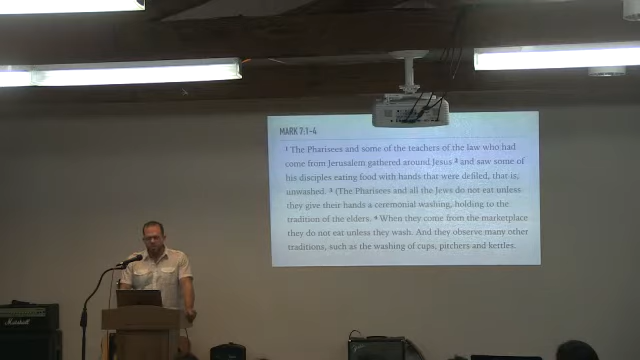 MARK 7:1-4
1 The Pharisees and some of the teachers of the law who had
come from Jerusalem gathered around Jesus 2 and saw some of
his disciples eating food with hands that were defiled, that is,
unwashed. 3 (The Pharisees and all the Jews do not eat unless
they give their hands a ceremonial washing, holding to the
tradition of the elders. 4 When they come from the marketplace
they do not eat unless they wash. And they observe many other
traditions, such as the washing of cups, pitchers and kettles.
Marshall